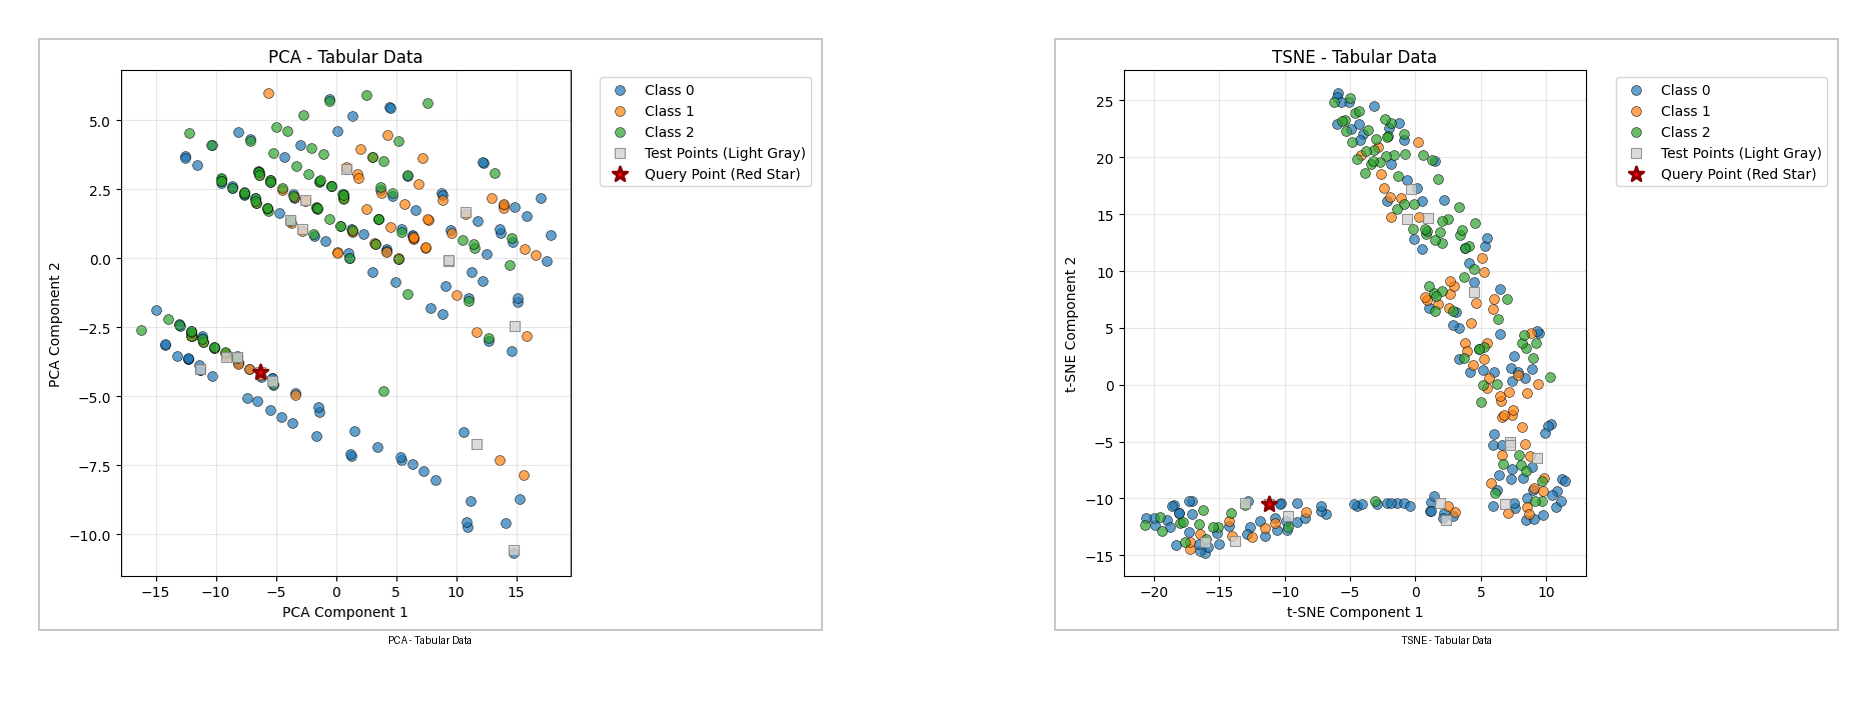 PCA - Tabular Data
5.0
2.5
0.0
−2.5
−5.0
−7.5
−10.0
PCA Component 2
−15
−10
−5
0
5
10
15
PCA Component 1
Class 0
Class 1
Class 2
Test Points (Light Gray)
Query Point (Red Star)
PCA - Tabular Data
TSNE - Tabular Data
25
20
15
10
5
0
−5
−10
−15
t-SNE Component 2
−20
−15
−10
−5
0
5
10
t-SNE Component 1
Class 0
Class 1
Class 2
Test Points (Light Gray)
Query Point (Red Star)
TSNE - Tabular Data